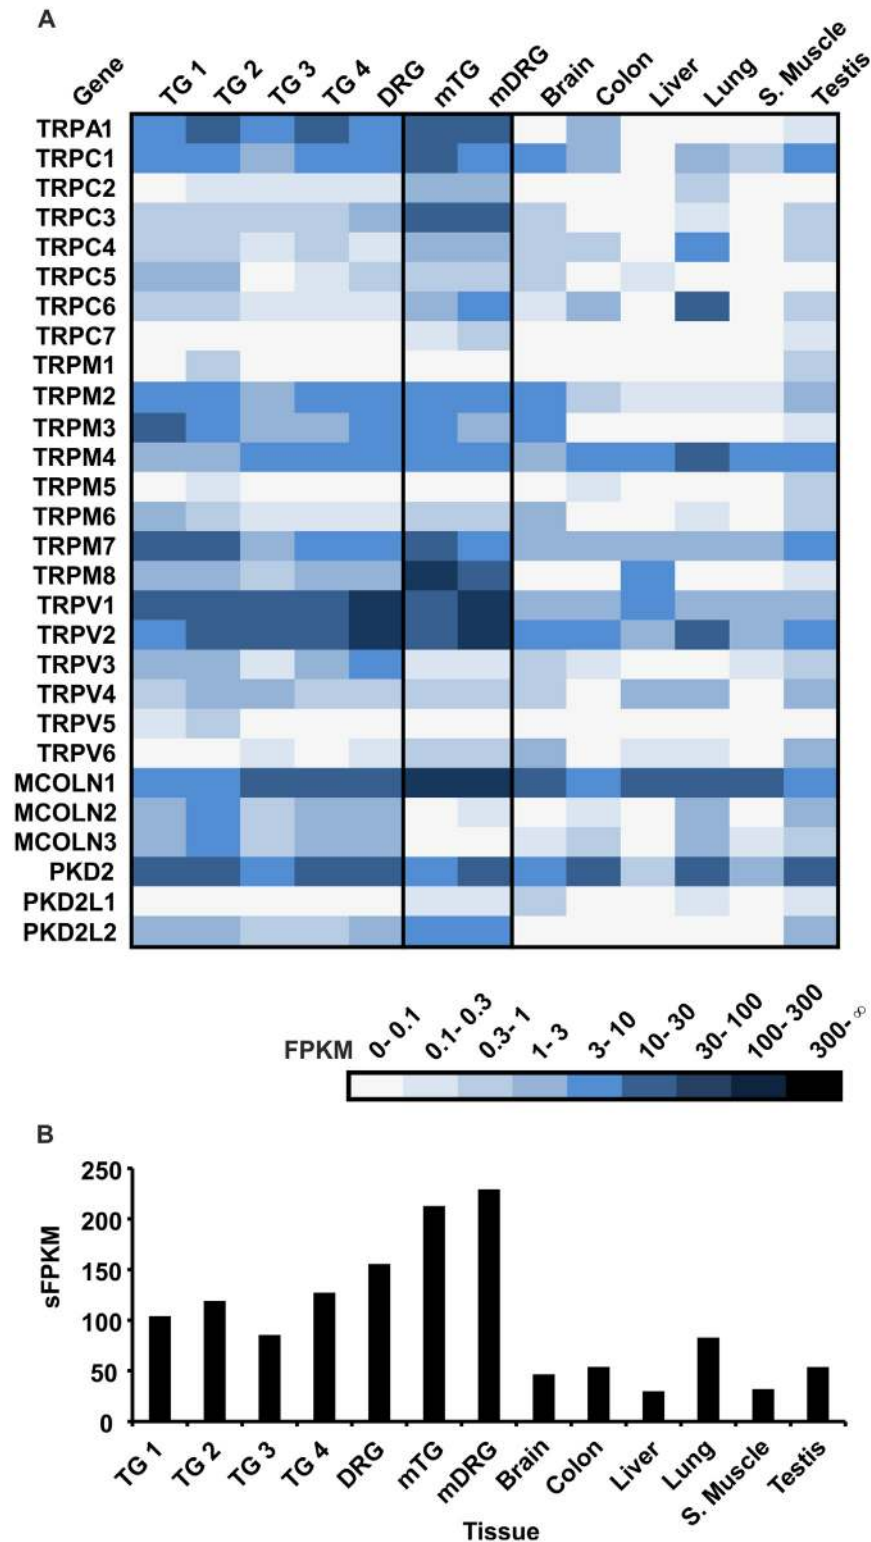 A
Gene TG 1 TG 2 TG 3 TG 4 DRG mTG mDRG Brain Colon Liver Lung S. Muscle Testis
TRPA1
TRPC1
TRPC2
TRPC3
TRPC4
TRPC5
TRPC6
TRPC7
TRPM1
TRPM2
TRPM3
TRPM4
TRPM5
TRPM6
TRPM7
TRPM8
TRPV1
TRPV2
TRPV3
TRPV4
TRPV5
TRPV6
MCOLN1
MCOLN2
MCOLN3
PKD2
PKD2L1
PKD2L2
FPKM 0- 0.1 0.1- 0.3 0.3- 1 1- 3 3- 10 10- 30 30- 100 100- 300 300- ∞
B
sFPKM
250
200
150
100
50
0
TG 1 TG 2 TG 3 TG 4 DRG mTG mDRG Brain Colon Liver Lung S. Muscle Testis
Tissue